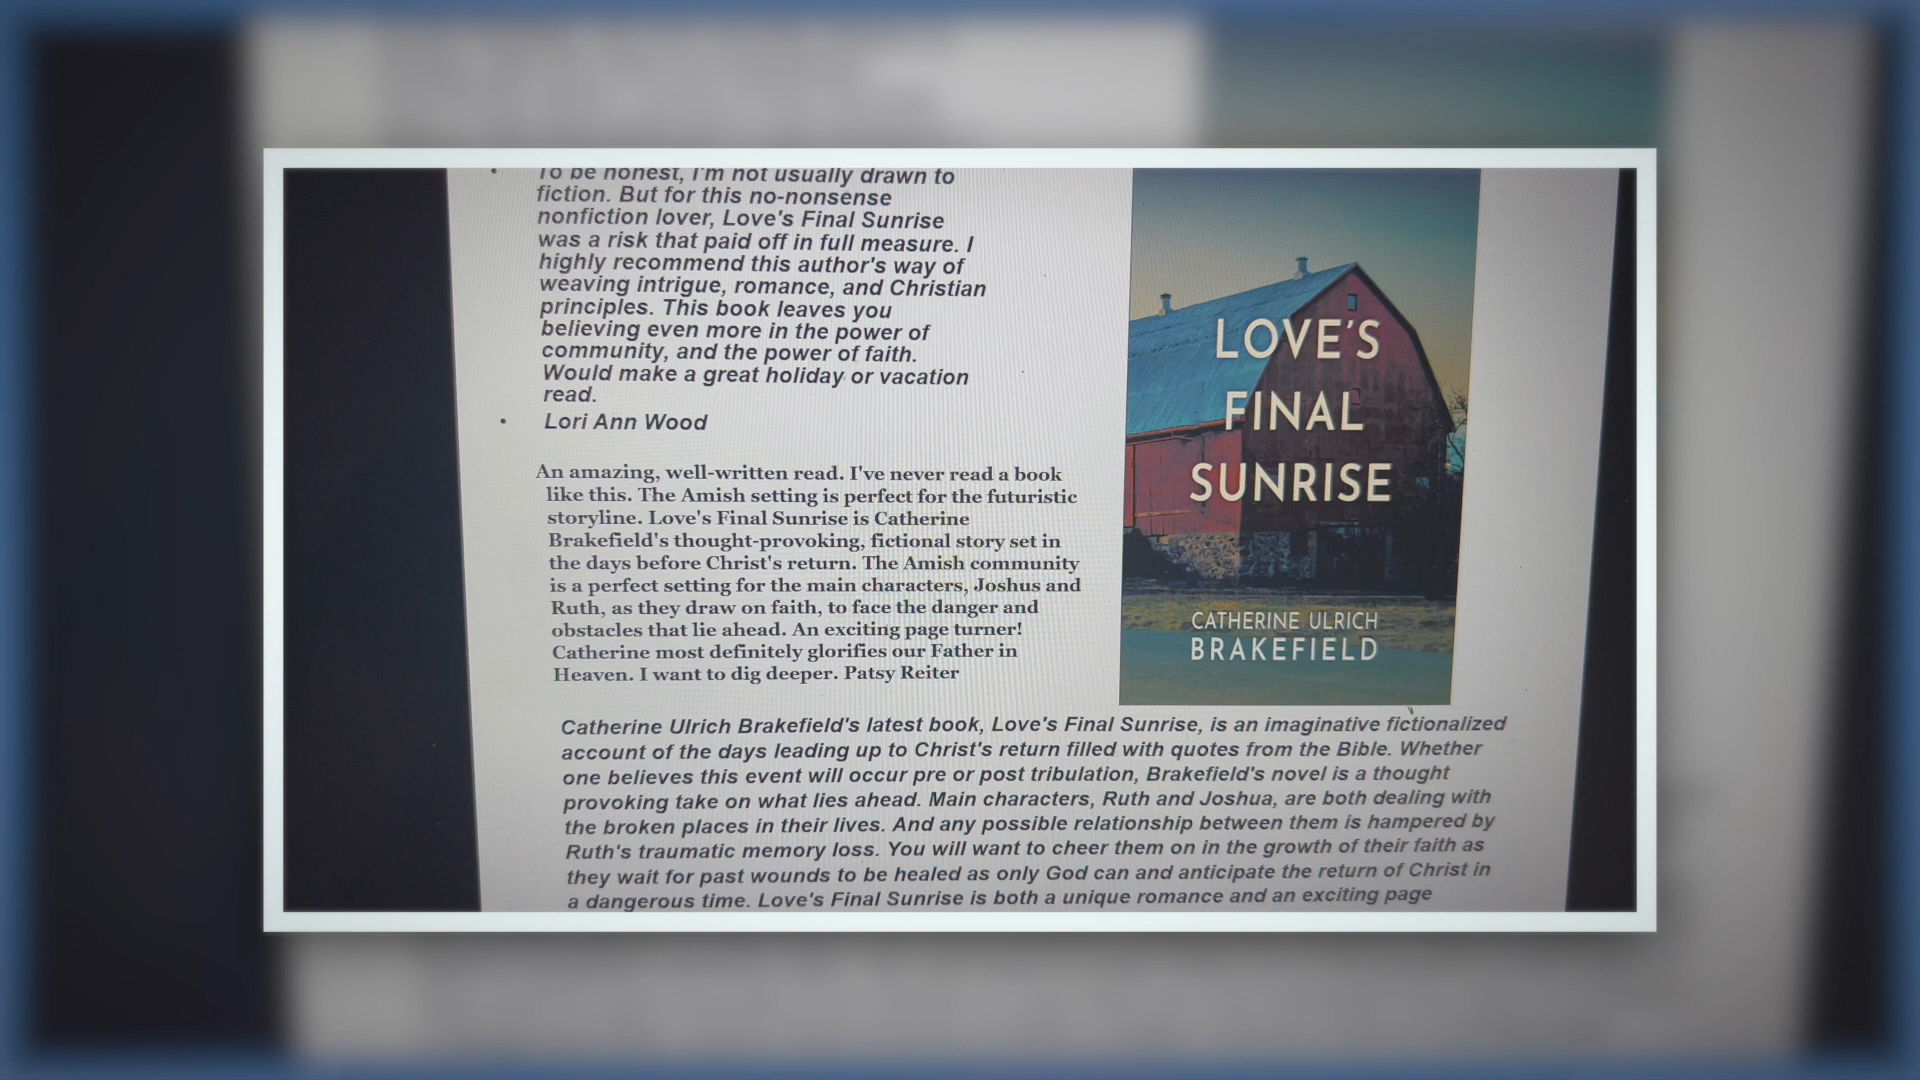 To be honest, I'm not usually drawn to
fiction. But for this no-nonsense
nonfiction lover, Love's Final Sunrise
was a risk that paid off in full measure. I
highly recommend this author's way of
weaving intrigue, romance, and Christian
principles. This book leaves you
believing even more in the power of
community, and the power of faith.
Would make a great holiday or vacation
read.
Lori Ann Wood
An amazing, well-written read. I've never read a book
like this. The Amish setting is perfect for the futuristic
storyline. Love's Final Sunrise is Catherine
Brakefield's thought-provoking, fictional story set in
the days before Christ's return. The Amish community
is a perfect setting for the main characters, Joshus and
Ruth, as they draw on faith, to face the danger and
obstacles that lie ahead. An exciting page turner!
Catherine most definitely glorifies our Father in
Heaven. I want to dig deeper. Patsy Reiter
LOVE'S
FINAL
SUNRISE
CATHERINE ULRICH
BRAKEFIELD
Catherine Ulrich Brakefield's latest book, Love's Final Sunrise, is an imaginative fictionalized
account of the days leading up to Christ's return filled with quotes from the Bible. Whether
one believes this event will occur pre or post tribulation, Brakefield's novel is a thought
provoking take on what lies ahead. Main characters, Ruth and Joshua, are both dealing with
the broken places in their lives. And any possible relationship between them is hampered by
Ruth's traumatic memory loss. You will want to cheer them on in the growth of their faith as
they wait for past wounds to be healed as only God can and anticipate the return of Christ in
a dangerous time. Love's Final Sunrise is both a unique romance and an exciting page